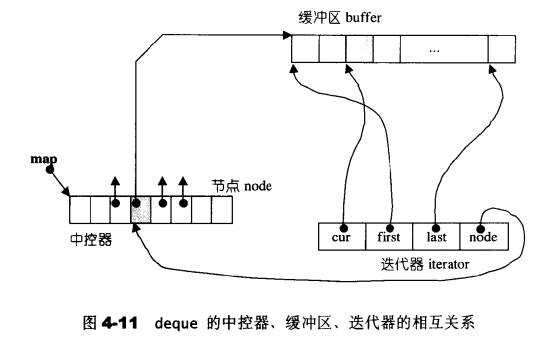 缓冲区 buffer
...
map
节点 node
中控器
cur first last node
迭代器 iterator
图 4-11 deque 的中控器、缓冲区、迭代器的相互关系